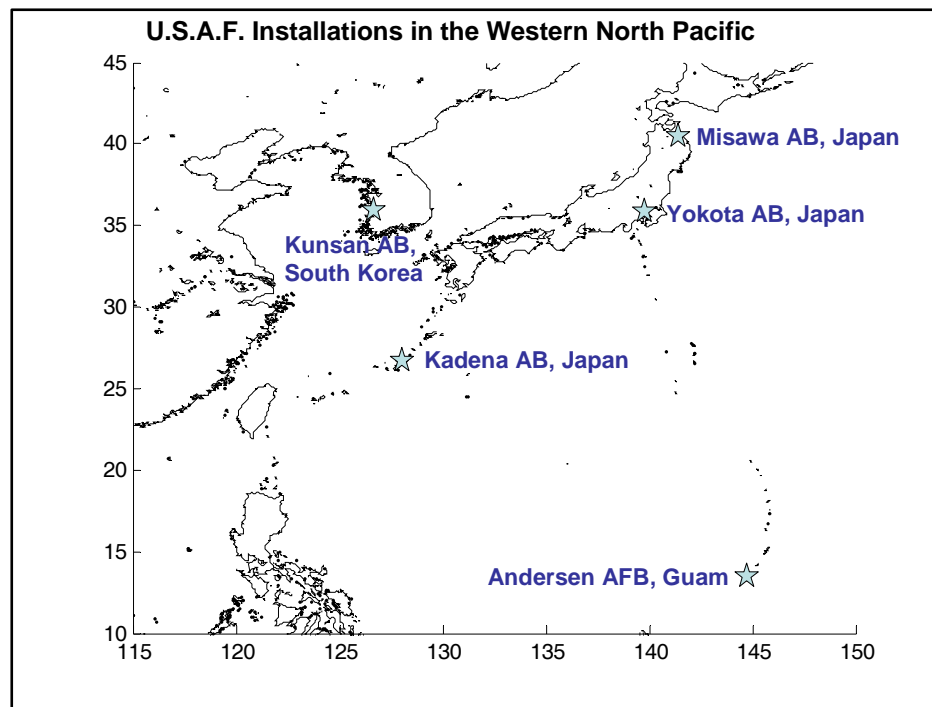 U.S.A.F. Installations in the Western North Pacific
45
40
35
30
25
20
15
10
115
120
125
130
135
140
145
150
Misawa AB, Japan
Yokota AB, Japan
Kunsan AB,
South Korea
Kadena AB, Japan
Andersen AFB, Guam